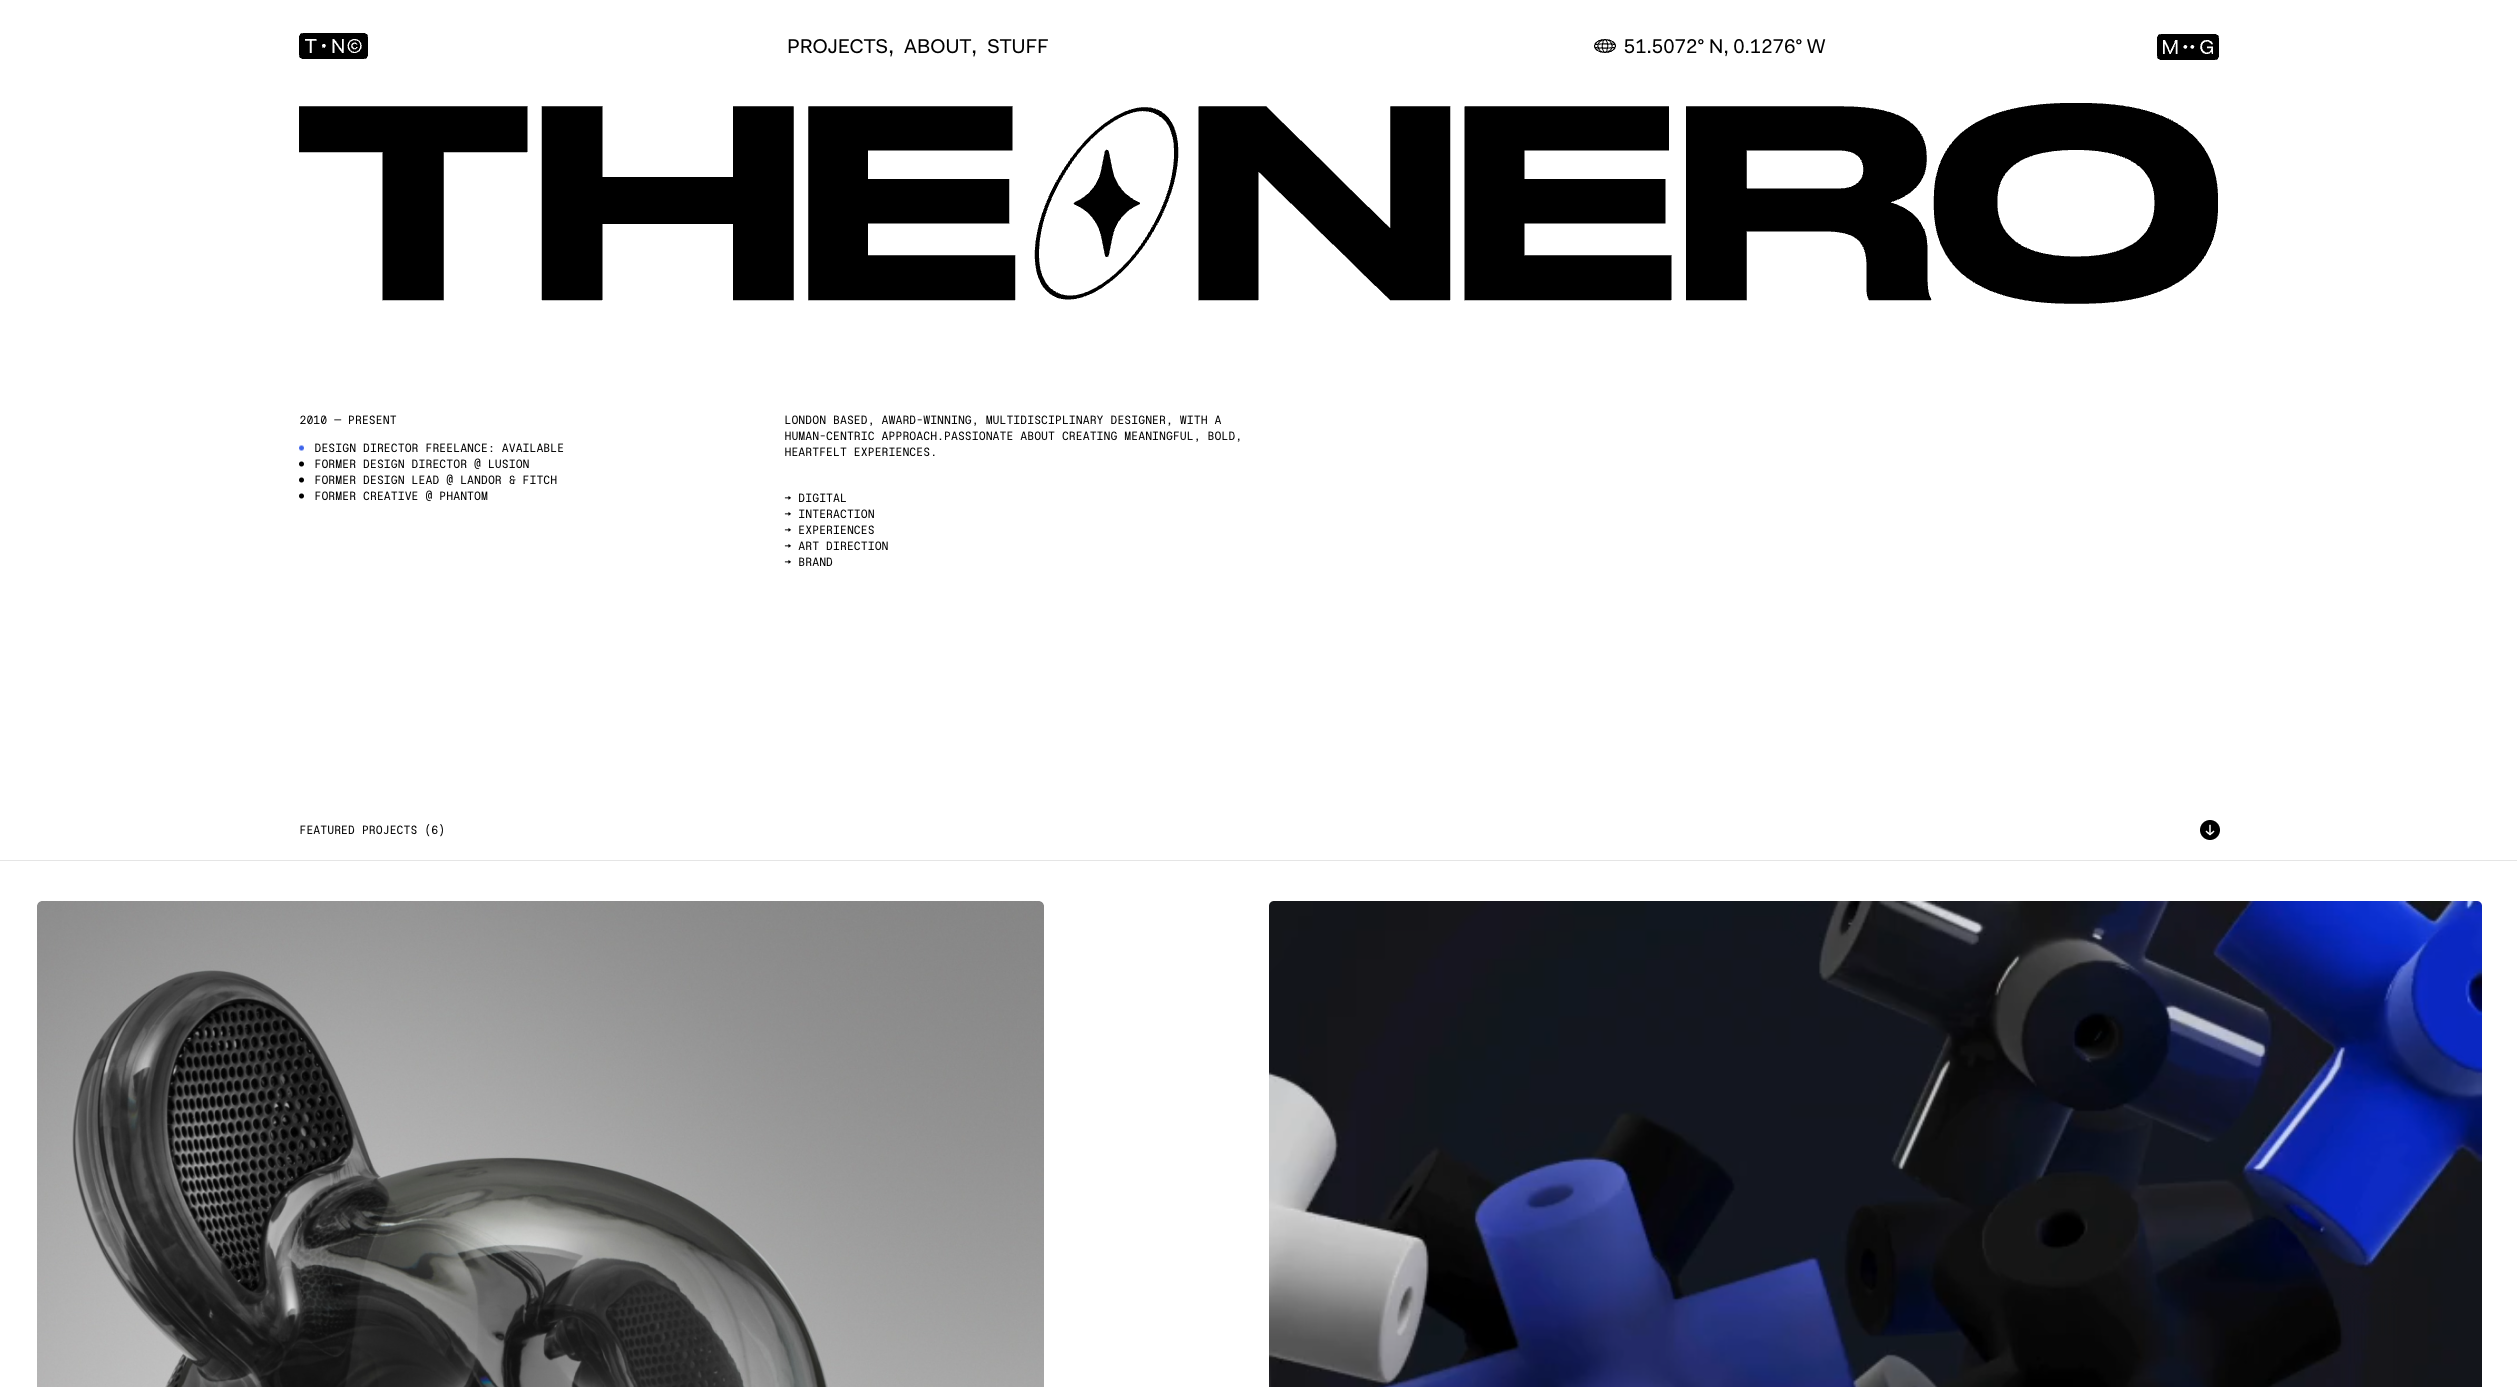 T·N©
PROJECTS, ABOUT, STUFF
51.5072° N, 0.1276° W
M··G
THE NERO
2010 — PRESENT
DESIGN DIRECTOR FREELANCE: AVAILABLE
FORMER DESIGN DIRECTOR @ LUSION
FORMER DESIGN LEAD @ LANDOR & FITCH
FORMER CREATIVE @ PHANTOM
LONDON BASED, AWARD-WINNING, MULTIDISCIPLINARY DESIGNER, WITH A
HUMAN-CENTRIC APPROACH.PASSIONATE ABOUT CREATING MEANINGFUL, BOLD,
HEARTFELT EXPERIENCES.
→ DIGITAL
→ INTERACTION
→ EXPERIENCES
→ ART DIRECTION
→ BRAND
FEATURED PROJECTS (6)